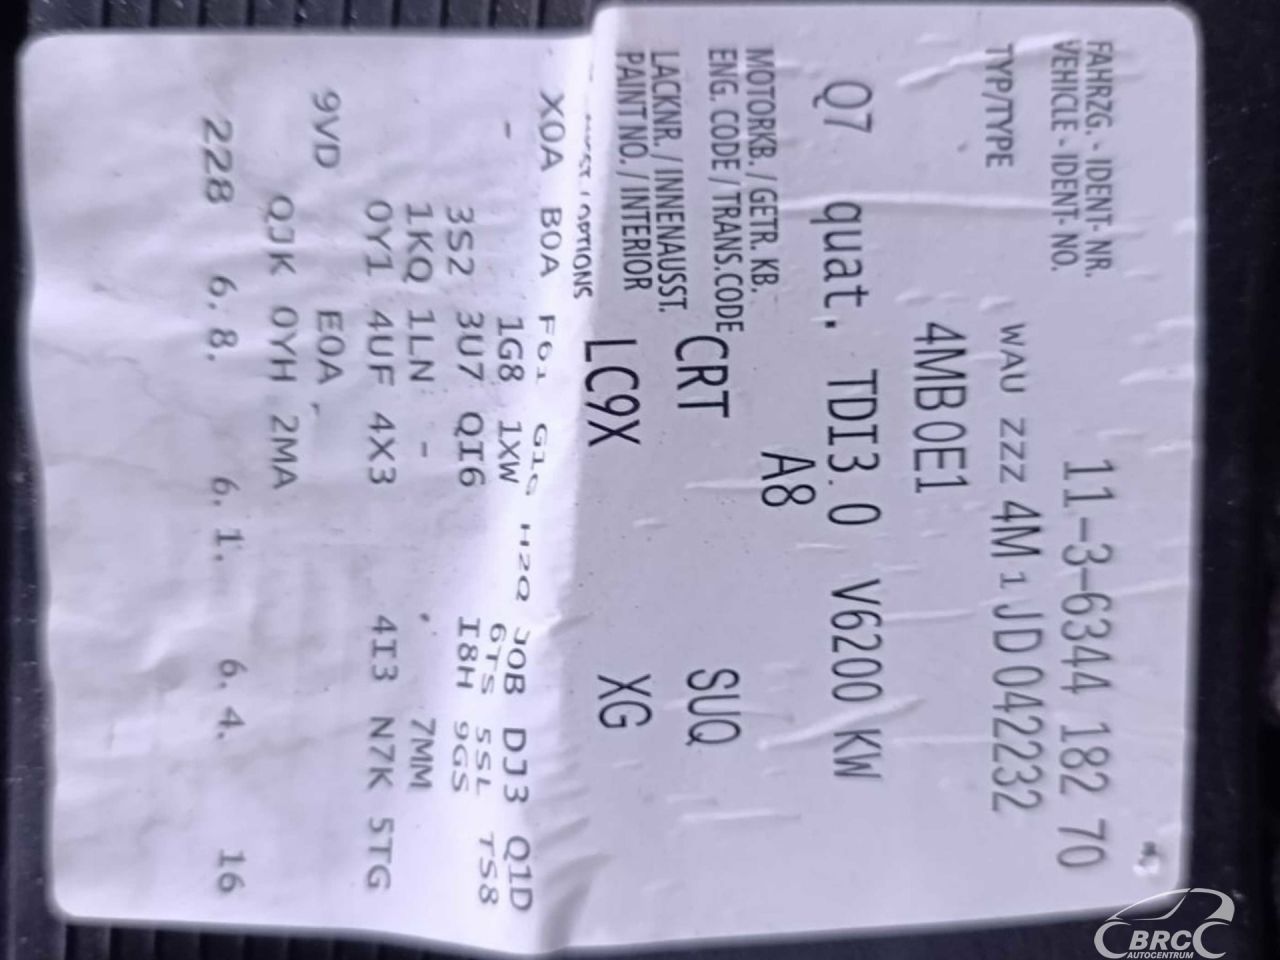 11-3-6344 182 70
FAHRZG. - IDENT- NR.
VEHICLE - IDENT- NO.
WAU ZZZ 4M1JD042232
TYP/TYPE
4MB0E1
Q7 quat. TDI3.0 V6200 KW
A8
MOTORKB. / GETR. KB.
ENG. CODE / TRANS.CODE
CRT SUQ
LACKNR. / INNENAUSST.
PAINT NO. / INTERIOR
LC9X XG
/ OPTIONS
X0A B0A J0B DJ3 Q1D
- 1G8 1XW 6TS 5SL TS8
3S2 3U7 QI6 I8H 9GS
1KQ 1LN - 7MM
0Y1 4UF 4X3 4I3 N7K 5TG
9VD E0A
QJK 0YH 2MA
228 6.8. 6.1. 6.4. 16
BRC
AUTOCENTRUM